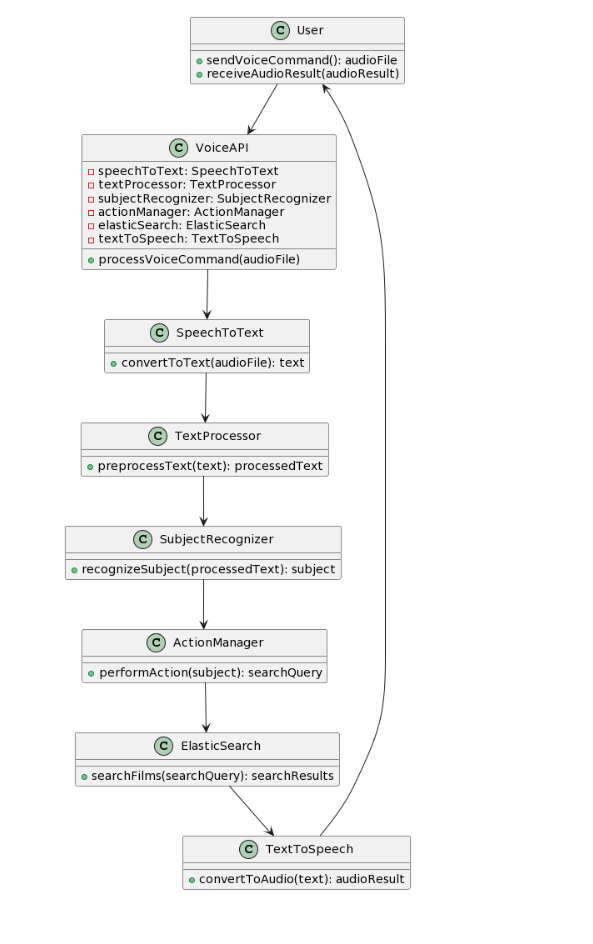 C User
sendVoiceCommand(): audioFile
receiveAudioResult(audioResult)
C VoiceAPI
speechToText: SpeechToText
textProcessor: TextProcessor
subjectRecognizer: SubjectRecognizer
actionManager: ActionManager
elasticSearch: ElasticSearch
textToSpeech: TextToSpeech
processVoiceCommand(audioFile)
C SpeechToText
convertToText(audioFile): text
C TextProcessor
preprocessText(text): processedText
C SubjectRecognizer
recognizeSubject(processedText): subject
C ActionManager
performAction(subject): searchQuery
C ElasticSearch
searchFilms(searchQuery): searchResults
C TextToSpeech
convertToAudio(text): audioResult